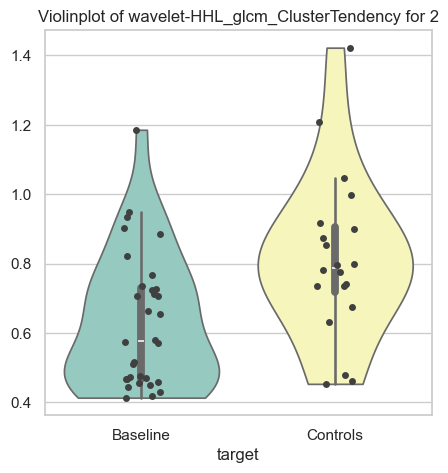 Violinplot of wavelet-HHL_glcm_ClusterTendency for 2
1.4
1.2
1.0
0.8
0.6
0.4
Baseline Controls
target